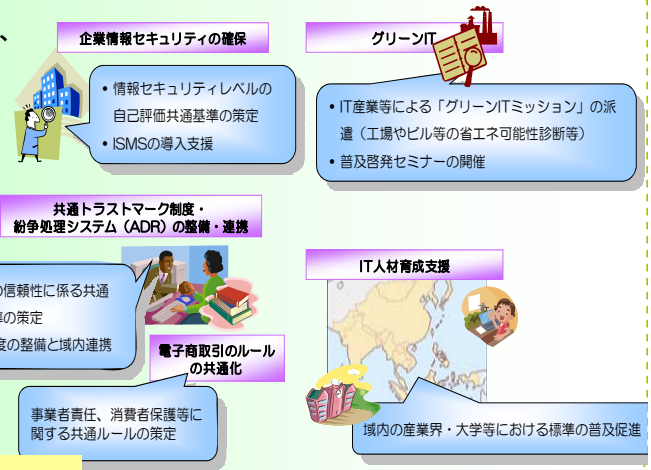 、
企業情報セキュリティの確保
• 情報セキュリティレベルの
自己評価共通基準の策定
• ISMSの導入支援
グリーンIT
• IT産業等による「グリーンITミッション」の派
遣（工場やビル等の省エネ可能性診断等）
• 普及啓発セミナーの開催
共通トラストマーク制度・
紛争処理システム（ADR）の整備・連携
の信頼性に係る共通
準の策定
度の整備と域内連携
電子商取引のルール
の共通化
事業者責任、消費者保護等に
関する共通ルールの策定
IT人材育成支援
域内の産業界・大学等における標準の普及促進